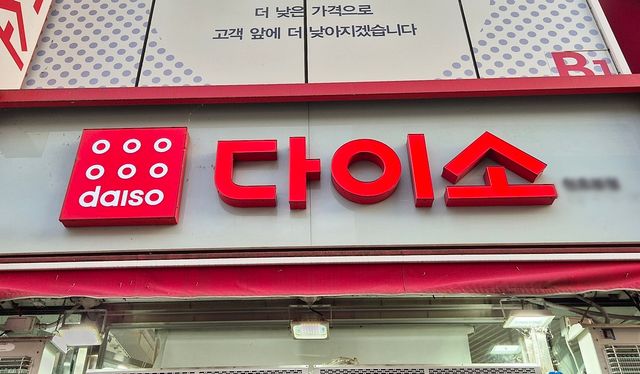 더 낮은 가격으로
고객 앞에 더 낮아지겠습니다
B1
daiso
다이소